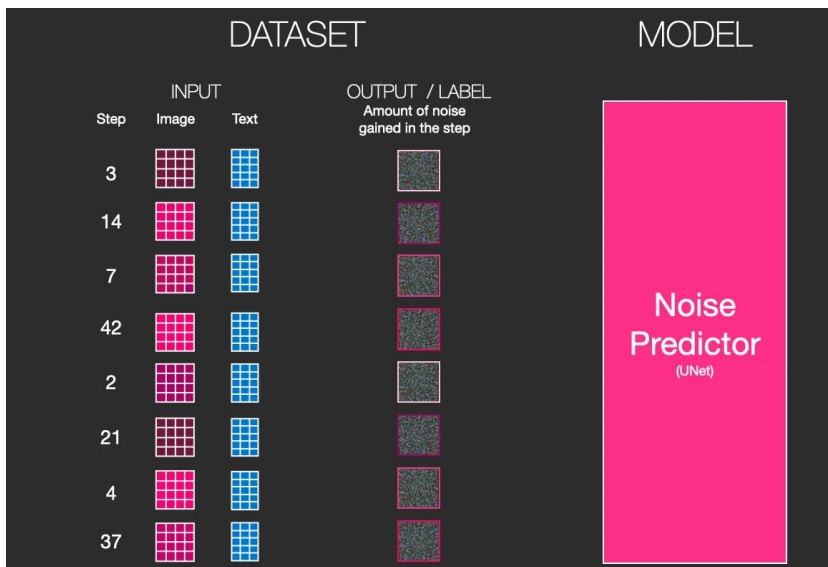 DATASET
MODEL
INPUT
OUTPUT / LABEL
Step Image Text
Amount of noise
gained in the step
3
14
7
42
2
21
4
37
Noise
Predictor
(UNet)